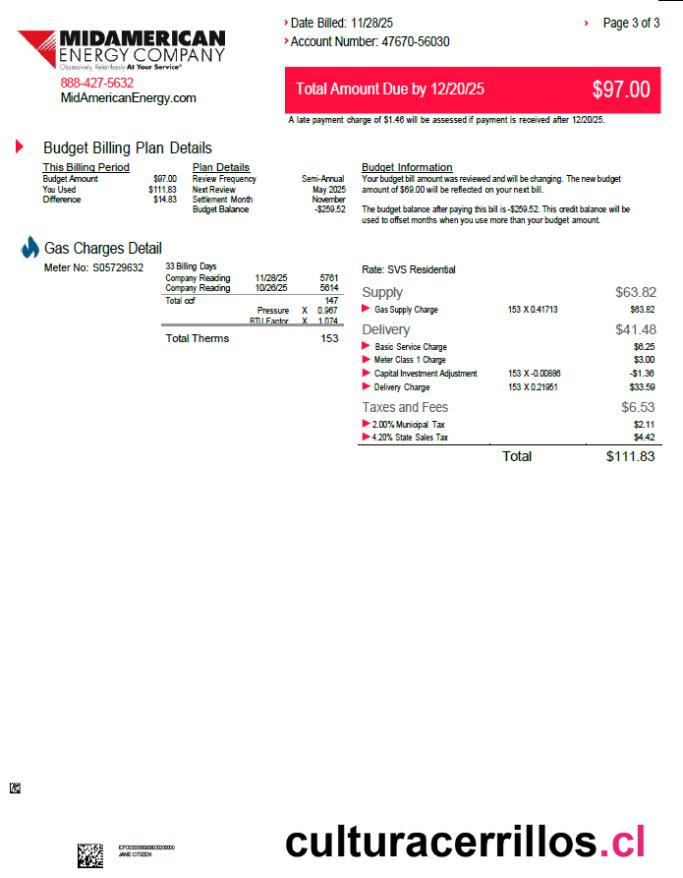 MIDAMERICAN
ENERGY COMPANY
Obsessively, Relentlessly At Your Service®
888-427-5632
MidAmericanEnergy.com
Date Billed: 11/28/25
Page 3 of 3
Account Number: 47670-56030
Total Amount Due by 12/20/25 $97.00
A late payment charge of $1.46 will be assessed if payment is received after 12/20/25.
Budget Billing Plan Details
This Billing Period
Budget Amount $97.00
You Used $111.83
Difference $14.83
Plan Details
Review Frequency Semi-Annual
Next Review May 2025
Settlement Month November
Budget Balance -$259.52
Budget Information
Your budget bill amount was reviewed and will be changing. The new budget
amount of $69.00 will be reflected on your next bill.
The budget balance after paying this bill is -$259.52. This credit balance will be
used to offset months when you use more than your budget amount.
Gas Charges Detail
Meter No: S05729632
33 Billing Days
Company Reading 11/28/25 5761
Company Reading 10/26/25 5614
Total ccf 147
Pressure X 0.967
BTU Factor X 1.074
Total Therms 153
Rate: SVS Residential
Supply $63.82
Gas Supply Charge 153 X 0.41713 $63.82
Delivery $41.48
Basic Service Charge $6.25
Meter Class 1 Charge $3.00
Capital Investment Adjustment 153 X -0.00886 -$1.36
Delivery Charge 153 X 0.21951 $33.59
Taxes and Fees $6.53
2.00% Municipal Tax $2.11
4.20% State Sales Tax $4.42
Total $111.83
JANE CITIZEN
culturacerrillos.cl